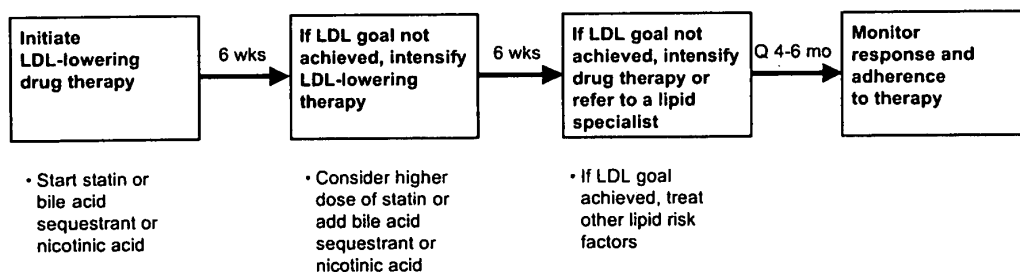 Initiate
LDL-lowering
drug therapy
6 wks
If LDL goal not
achieved, intensify
LDL-lowering
therapy
6 wks
If LDL goal not
achieved, intensify
drug therapy or
refer to a lipid
specialist
Q 4-6 mo
Monitor
response and
adherence
to therapy
• Start statin or
bile acid
sequestrant or
nicotinic acid
• Consider higher
dose of statin or
add bile acid
sequestrant or
nicotinic acid
• If LDL goal
achieved, treat
other lipid risk
factors